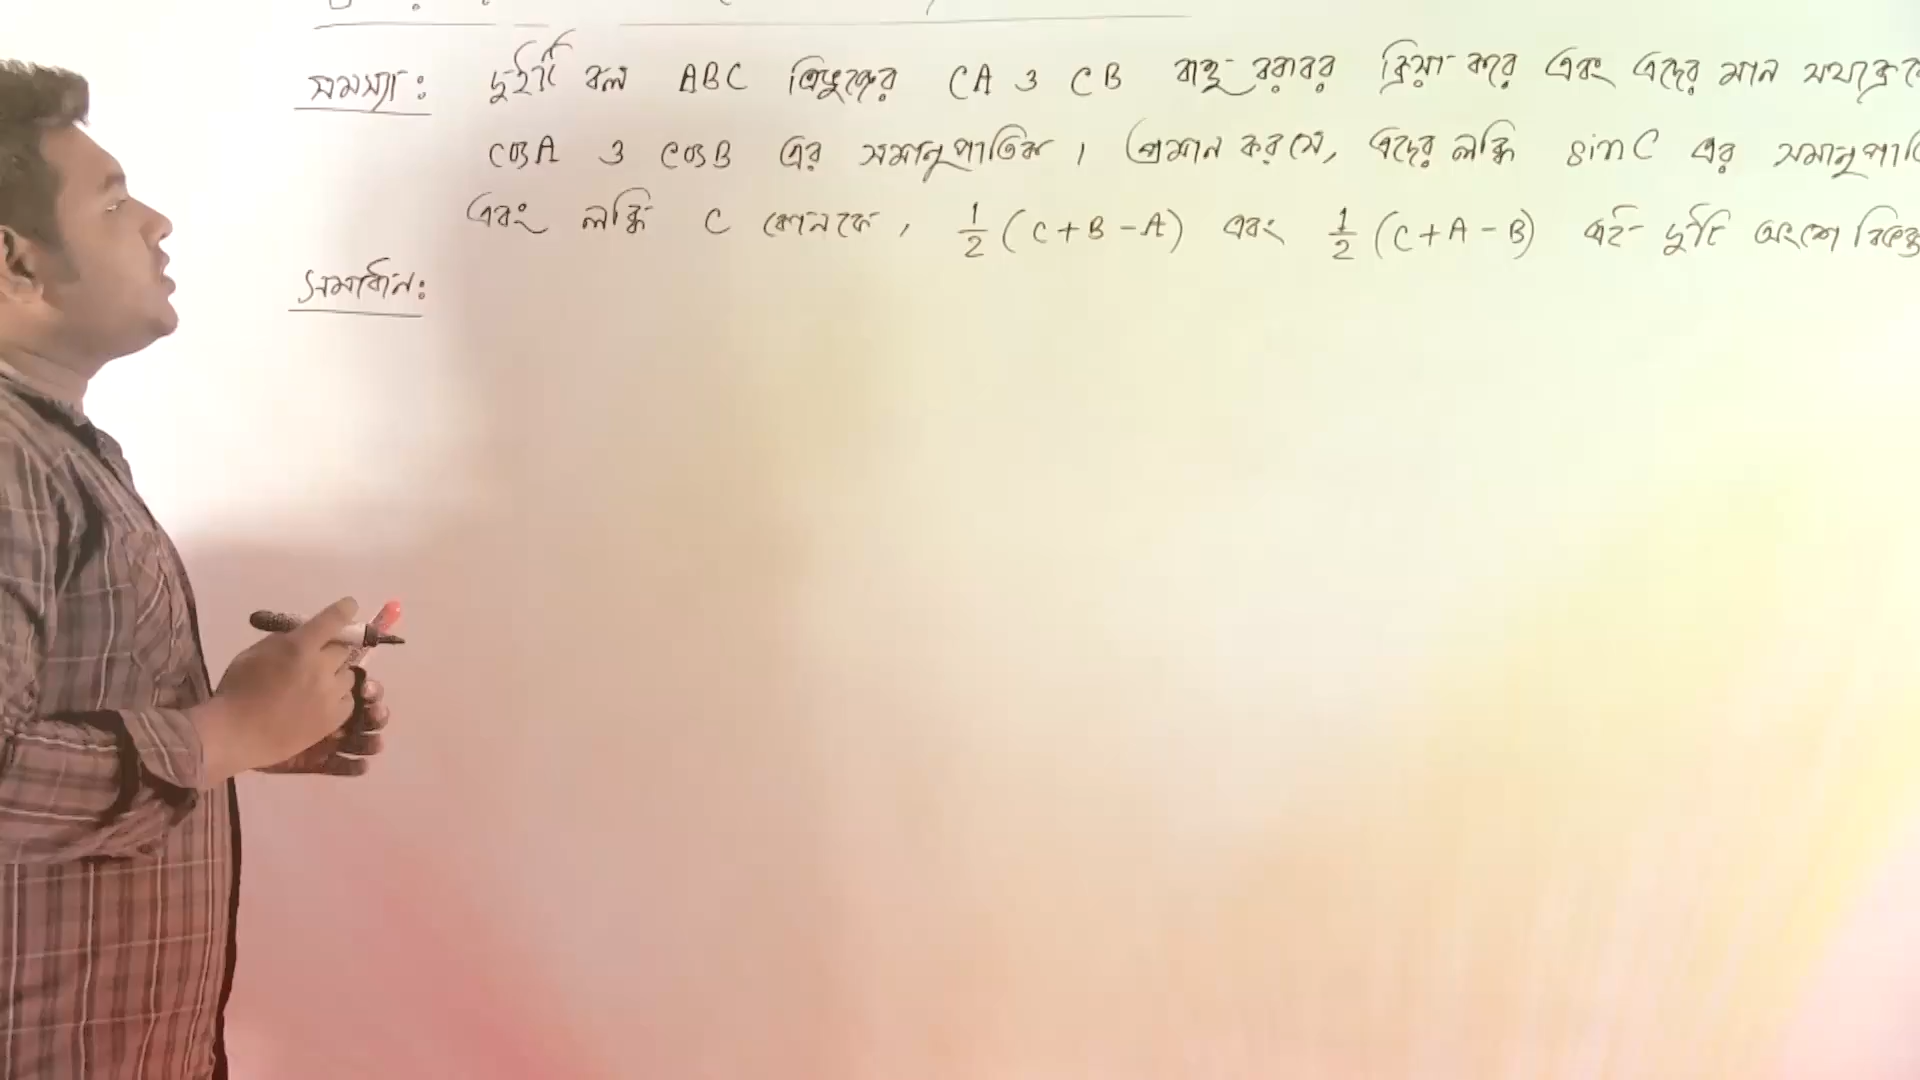 সমস্যা: দুইটি বল ABC ত্রিভুজের CA ও CB বাহু বরাবর ক্রিয়া করে এবং এদের মান যথাক্রমে
cosA ও cosB এর সমানুপাতিক। প্রমান কর যে, এদের লব্ধি sinC এর সমানুপাতি
এবং লব্ধি C কোনকে, 1/2 (C+B-A) এবং 1/2 (C+A-B) এই দুটি অংশে বিভক্ত
সমাধান: